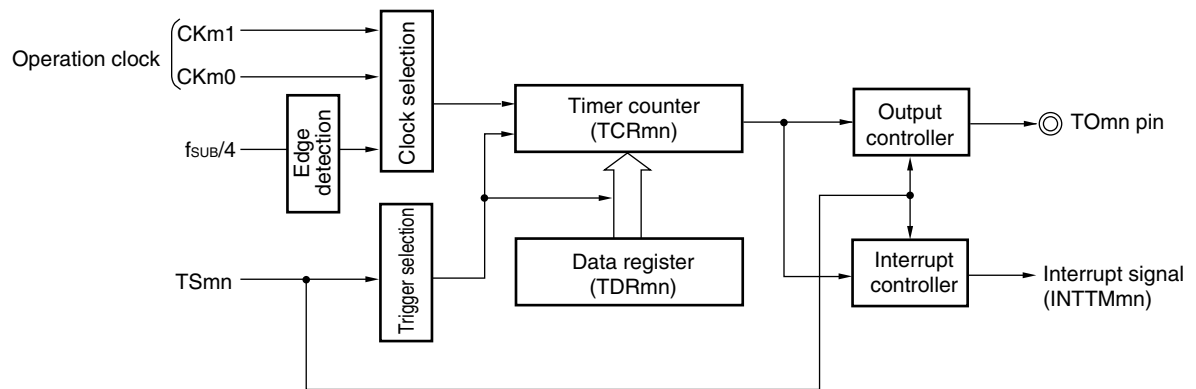 Operation clock
CKm1
CKm0
fSUB/4
Edge
detection
Clock selection
TSmn
Trigger selection
Timer counter
(TCRmn)
Data register
(TDRmn)
Output
controller
TOmn pin
Interrupt
controller
Interrupt signal
(INTTMmn)